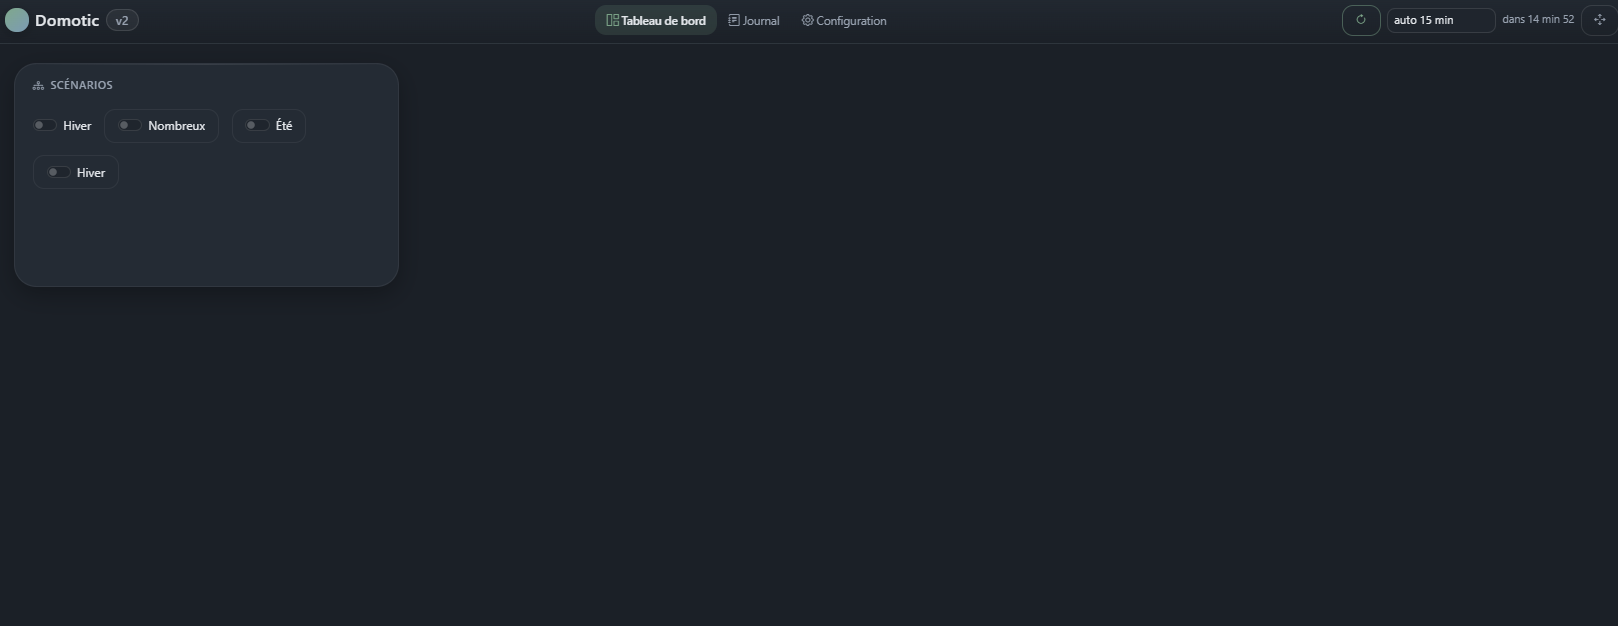 Domotic v2 Tableau de bord Journal Configuration auto 15 min dans 14 min 52
SCÉNARIOS
Hiver Nombreux Été
Hiver